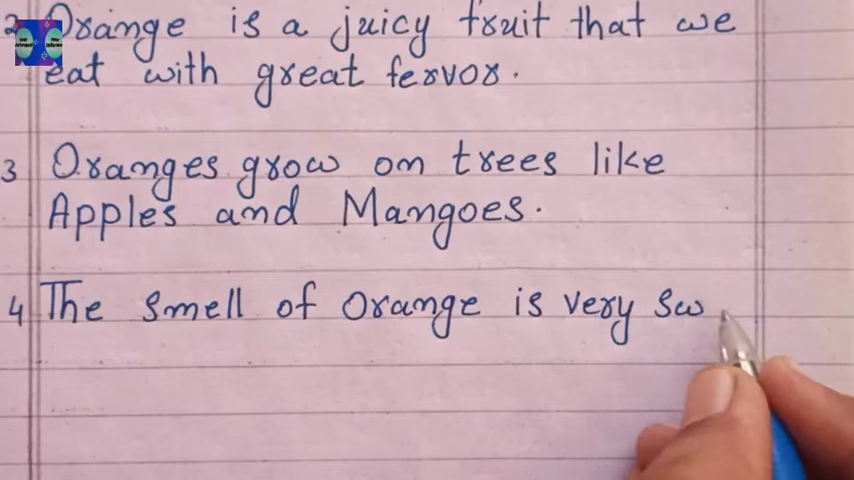 2 Orange is a juicy fruit that we
eat with great fervor.
3 Oranges grow on trees like
Apples and Mangoes.
4 The smell of orange is very sw